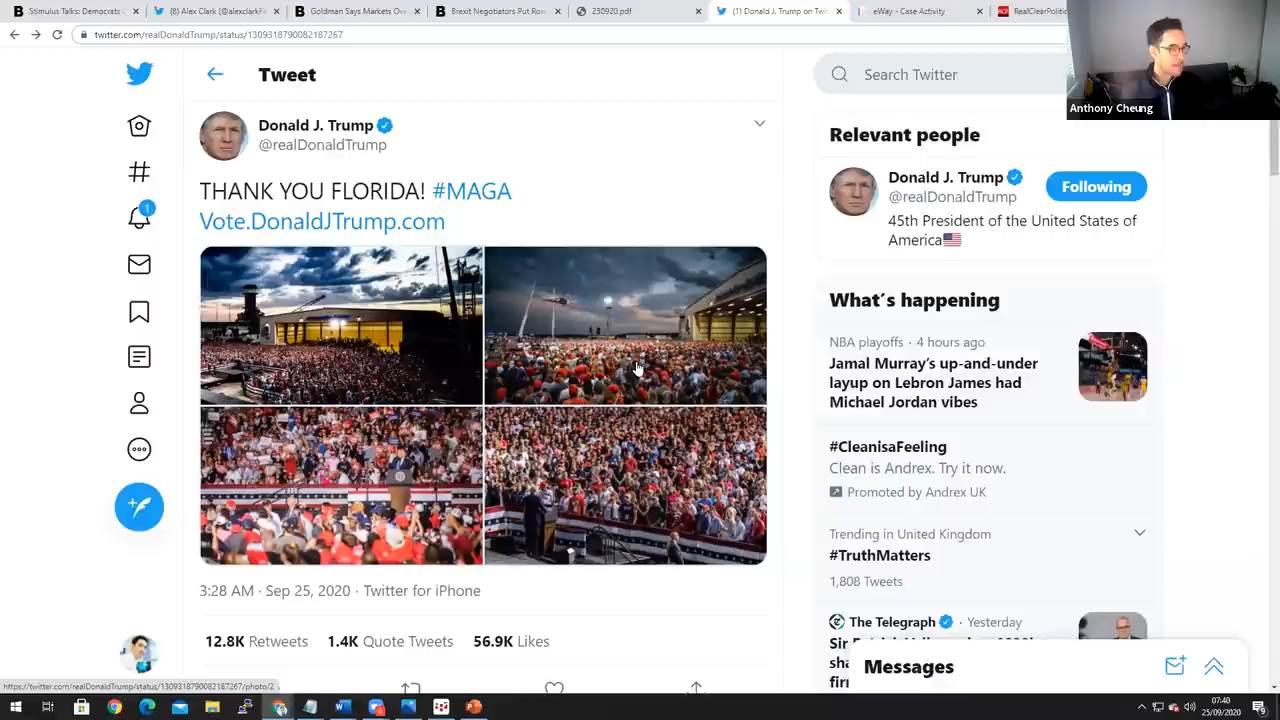 Stimulus Talks: Democrats
(8) Alex Clark (@alexclarkF
Goldman Says Markets Ove
Brexit Negotiators Put Row
250920.pdf
(1) Donald J. Trump on Twit
eWay - Case Activity
RealClearPoliti
twitter.com/realDonaldTrump/status/1309318790082187267
Anthony Cheung
Tweet
Search Twitter
Donald J. Trump
@realDonaldTrump
THANK YOU FLORIDA! #MAGA
Vote.DonaldJTrump.com
3:28 AM · Sep 25, 2020 · Twitter for iPhone
12.8K Retweets 1.4K Quote Tweets 56.9K Likes
1
Relevant people
Donald J. Trump
@realDonaldTrump
Following
45th President of the United States of
America
What's happening
NBA playoffs · 4 hours ago
Jamal Murray's up-and-under
layup on Lebron James had
Michael Jordan vibes
#CleanisaFeeling
Clean is Andrex. Try it now.
Promoted by Andrex UK
Trending in United Kingdom
#TruthMatters
1,808 Tweets
The Telegraph · Yesterday
Messages
https://twitter.com/realDonaldTrump/status/1309318790082187267/photo/2
07:40
25/09/2020